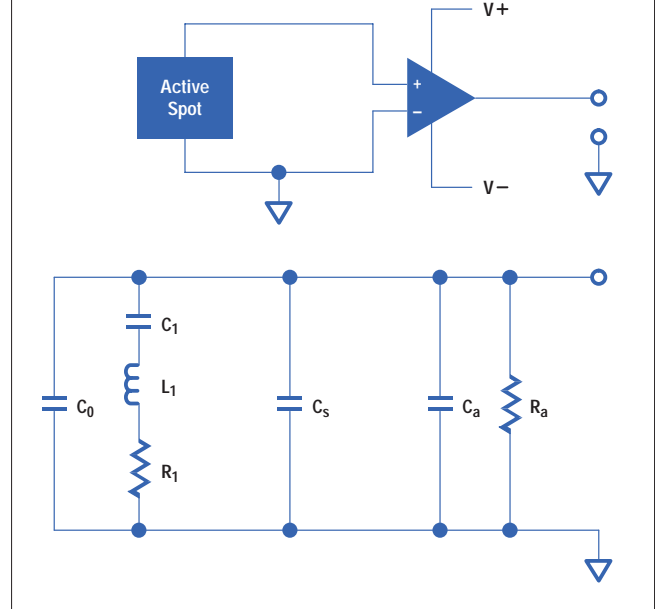 V+
Active
Spot
+
−
V−
C₁
L₁
C₀
Cₛ
Cₐ
Rₐ
R₁